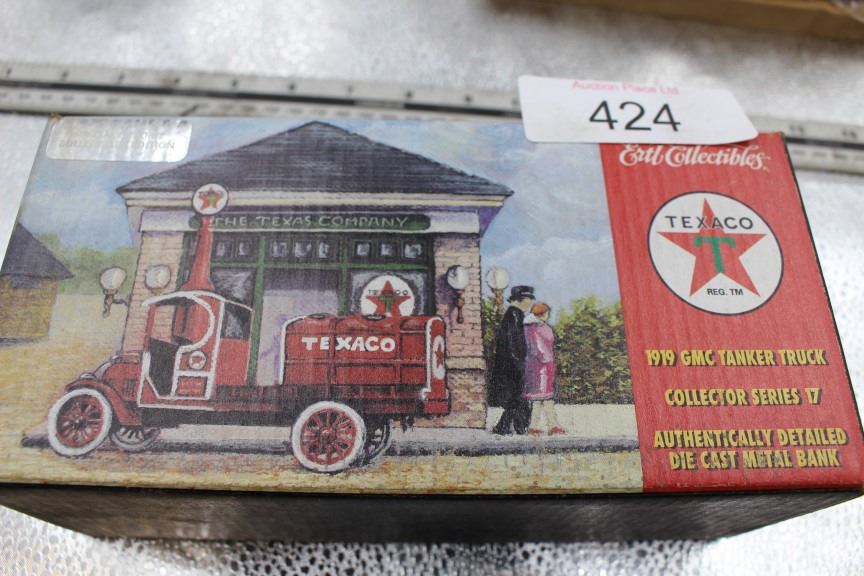 Auction Place Ltd
424
Ertl Collectibles
TEXACO
T
REG. TM
1919 GMC TANKER TRUCK
COLLECTOR SERIES 17
AUTHENTICALLY DETAILED
DIE CAST METAL BANK
THE TEXAS COMPANY
TEXACO
EDITION